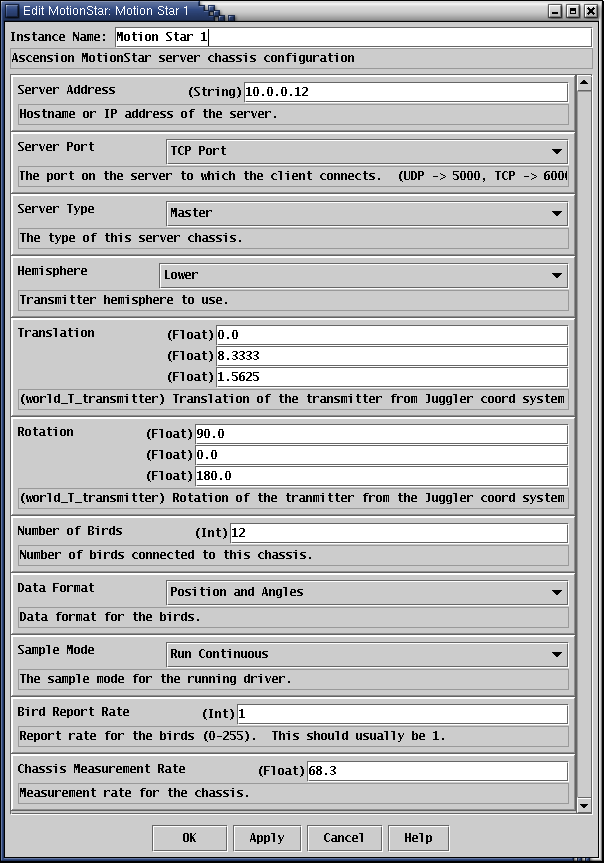 Edit MotionStar: Motion Star 1
Instance Name: Motion Star 1
Ascension MotionStar server chassis configuration
Server Address (String) 10.0.0.12
Hostname or IP address of the server.
Server Port TCP Port
The port on the server to which the client connects. (UDP -> 5000, TCP -> 6000
Server Type Master
The type of this server chassis.
Hemisphere Lower
Transmitter hemisphere to use.
Translation (Float) 0.0
(Float) 8.3333
(Float) 1.5625
(world_T_transmitter) Translation of the transmitter from Juggler coord system
Rotation (Float) 90.0
(Float) 0.0
(Float) 180.0
(world_T_transmitter) Rotation of the tranmitter from the Juggler coord system
Number of Birds (Int) 12
Number of birds connected to this chassis.
Data Format Position and Angles
Data format for the birds.
Sample Mode Run Continuous
The sample mode for the running driver.
Bird Report Rate (Int) 1
Report rate for the birds (0-255). This should usually be 1.
Chassis Measurement Rate (Float) 68.3
Measurement rate for the chassis.
OK Apply Cancel Help